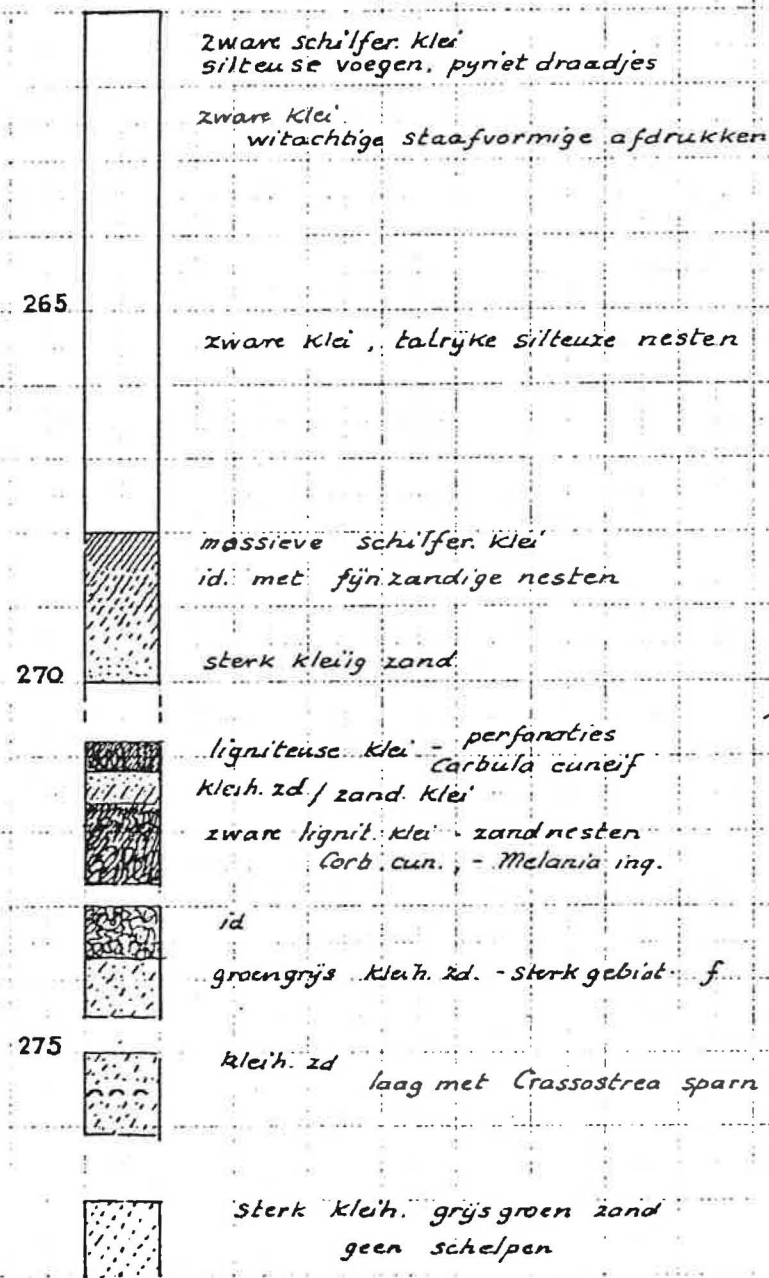 zware schilfer. klei
silteuse voegen, pyriet draadjes
zware klei.
witachtige staafvormige afdrukken
265
zware klei, talrijke silteuze nesten
massieve schilfer. klei
id. met fijnzandige nesten
sterk kleiïg zand
270
ligniteuse klei - perforaties
Carbula cuneif
kleih. zd / zand. klei
zware lignit. klei - zandnesten
Corb. cun., - Melania inq.
id
groengrijs kleih. zd. - sterk gebiot. f
275
kleih. zd
laag met Crassostrea sparn
sterk kleih. grijsgroen zand
geen schelpen